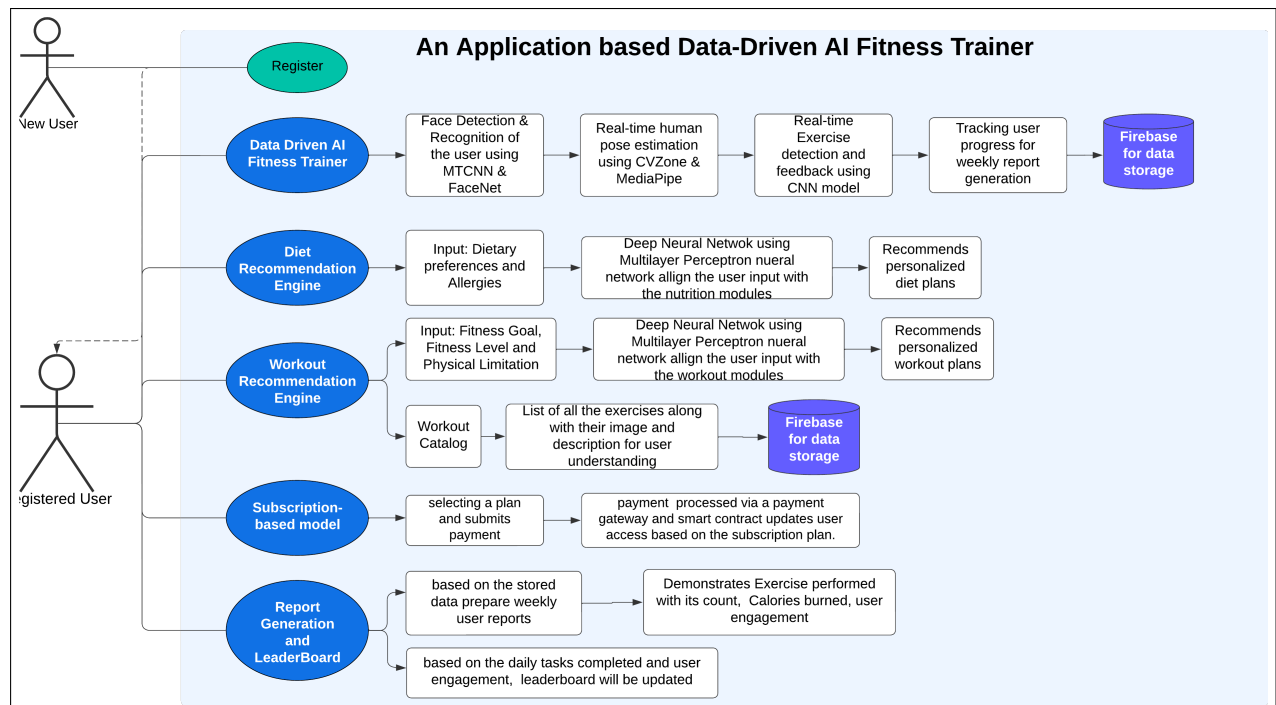 An Application based Data-Driven AI Fitness Trainer
Register
New User
Data Driven AI
Fitness Trainer
Face Detection &
Recognition of
the user using
MTCNN &
FaceNet
Real-time human
pose estimation
using CVZone &
MediaPipe
Real-time
Exercise
detection and
feedback using
CNN model
Tracking user
progress for
weekly report
generation
Firebase
for data
storage
Diet
Recommendation
Engine
Input: Dietary
preferences and
Allergies
Deep Neural Netwok using
Multilayer Perceptron nueral
network allign the user input with
the nutrition modules
Recommends
personalized
diet plans
Workout
Recommendation
Engine
Input: Fitness Goal,
Fitness Level and
Physical Limitation
Deep Neural Netwok using
Multilayer Perceptron nueral
network allign the user input with
the workout modules
Recommends
personalized
workout plans
Workout
Catalog
List of all the exercises along
with their image and
description for user
understanding
Firebase
for data
storage
egistered User
Subscription-
based model
selecting a plan
and submits
payment
payment  processed via a payment
gateway and smart contract updates user
access based on the subscription plan.
Report
Generation
and
LeaderBoard
based on the stored
data prepare weekly
user reports
Demonstrates Exercise performed
with its count,  Calories burned, user
engagement
based on the daily tasks completed and user
engagement,  leaderboard will be updated